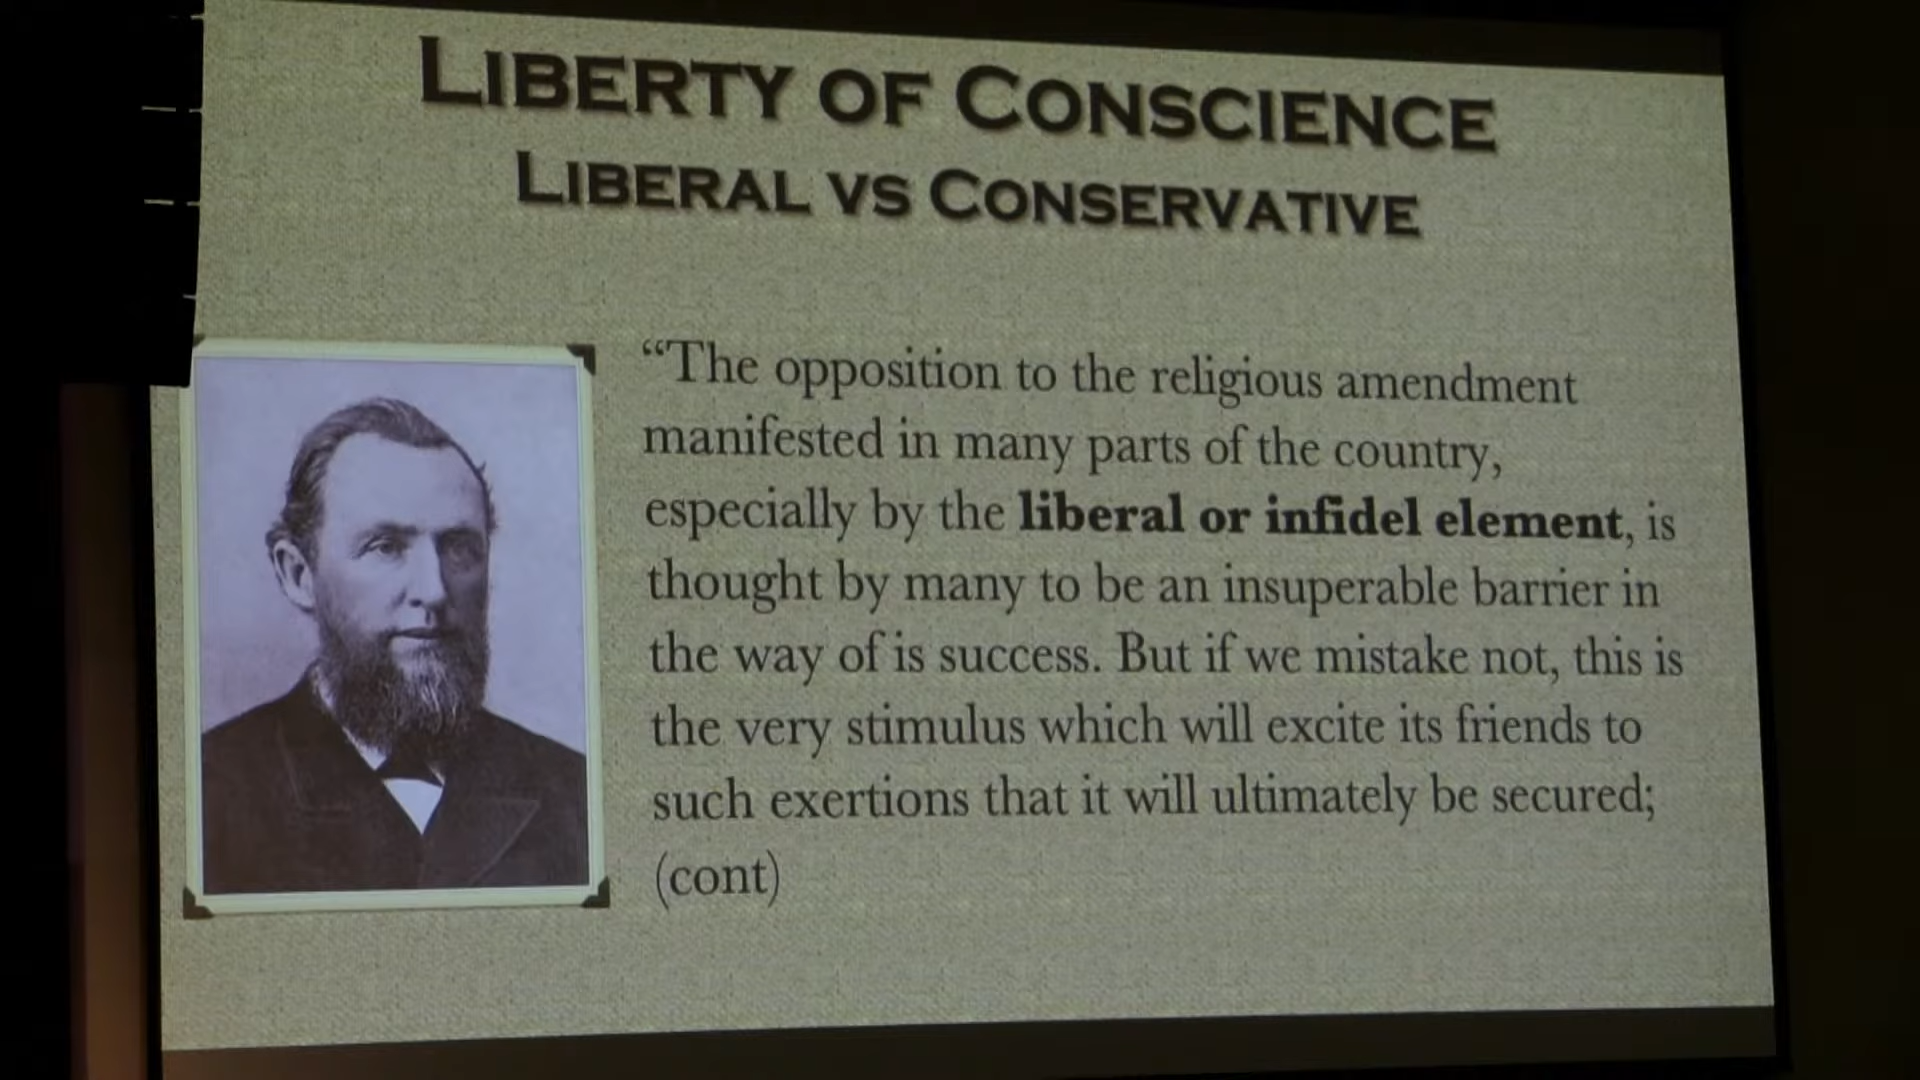 LIBERTY OF CONSCIENCE
LIBERAL VS CONSERVATIVE
“The opposition to the religious amendment
manifested in many parts of the country,
especially by the liberal or infidel element, is
thought by many to be an insuperable barrier in
the way of is success. But if we mistake not, this is
the very stimulus which will excite its friends to
such exertions that it will ultimately be secured;
(cont)